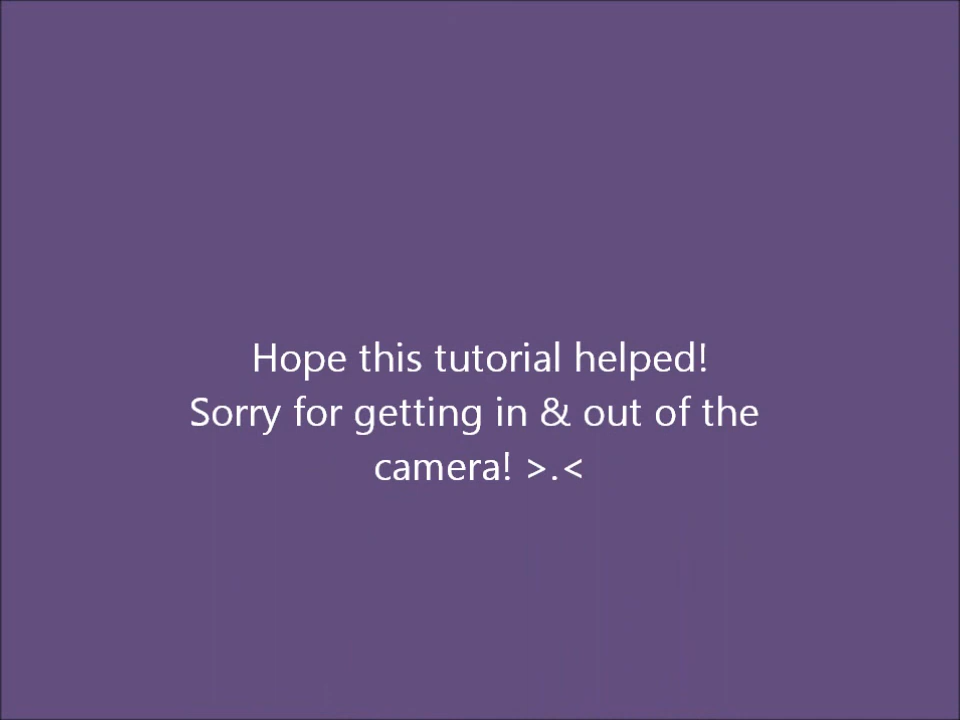 Hope this tutorial helped!
Sorry for getting in & out of the
camera! >.<